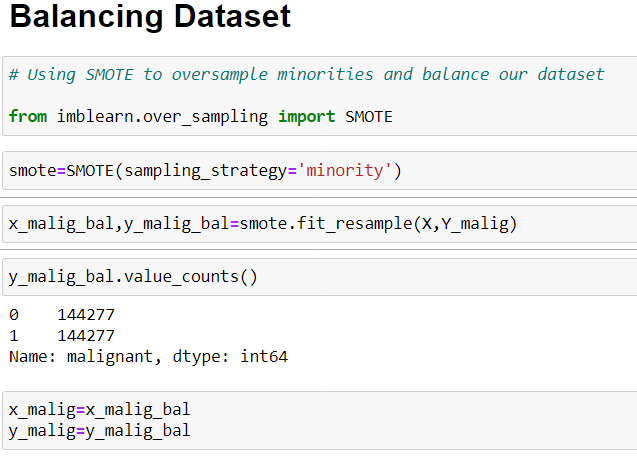 Balancing Dataset
# Using SMOTE to oversample minorities and balance our dataset
from imblearn.over_sampling import SMOTE
smote=SMOTE(sampling_strategy='minority')
x_malig_bal,y_malig_bal=smote.fit_resample(X,Y_malig)
y_malig_bal.value_counts()
0    144277
1    144277
Name: malignant, dtype: int64
x_malig=x_malig_bal
y_malig=y_malig_bal